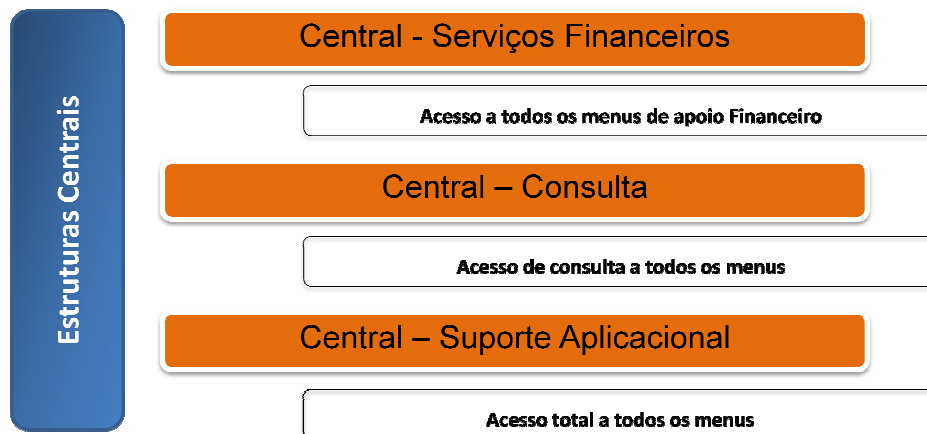 Estruturas Centrais
Central - Serviços Financeiros
Acesso a todos os menus de apoio Financeiro
Central – Consulta
Acesso de consulta a todos os menus
Central – Suporte Aplicacional
Acesso total a todos os menus